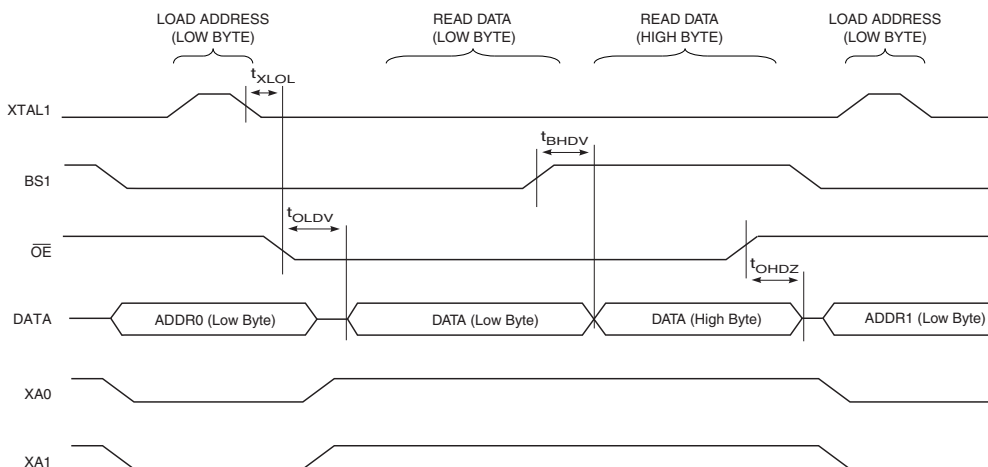 LOAD ADDRESS
(LOW BYTE)
READ DATA
(LOW BYTE)
READ DATA
(HIGH BYTE)
LOAD ADDRESS
(LOW BYTE)
tXLOL
XTAL1
tBHDV
BS1
tOLDV
OE
tOHDZ
DATA
ADDR0 (Low Byte)
DATA (Low Byte)
DATA (High Byte)
ADDR1 (Low Byte)
XA0
XA1